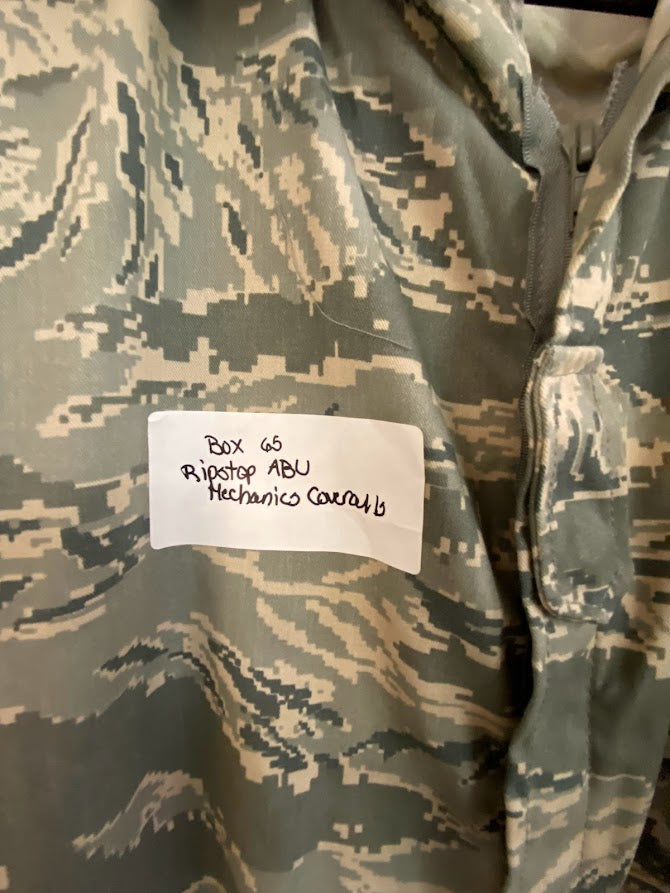 Box 65
Ripstop ABU
Mechanics Coveralls